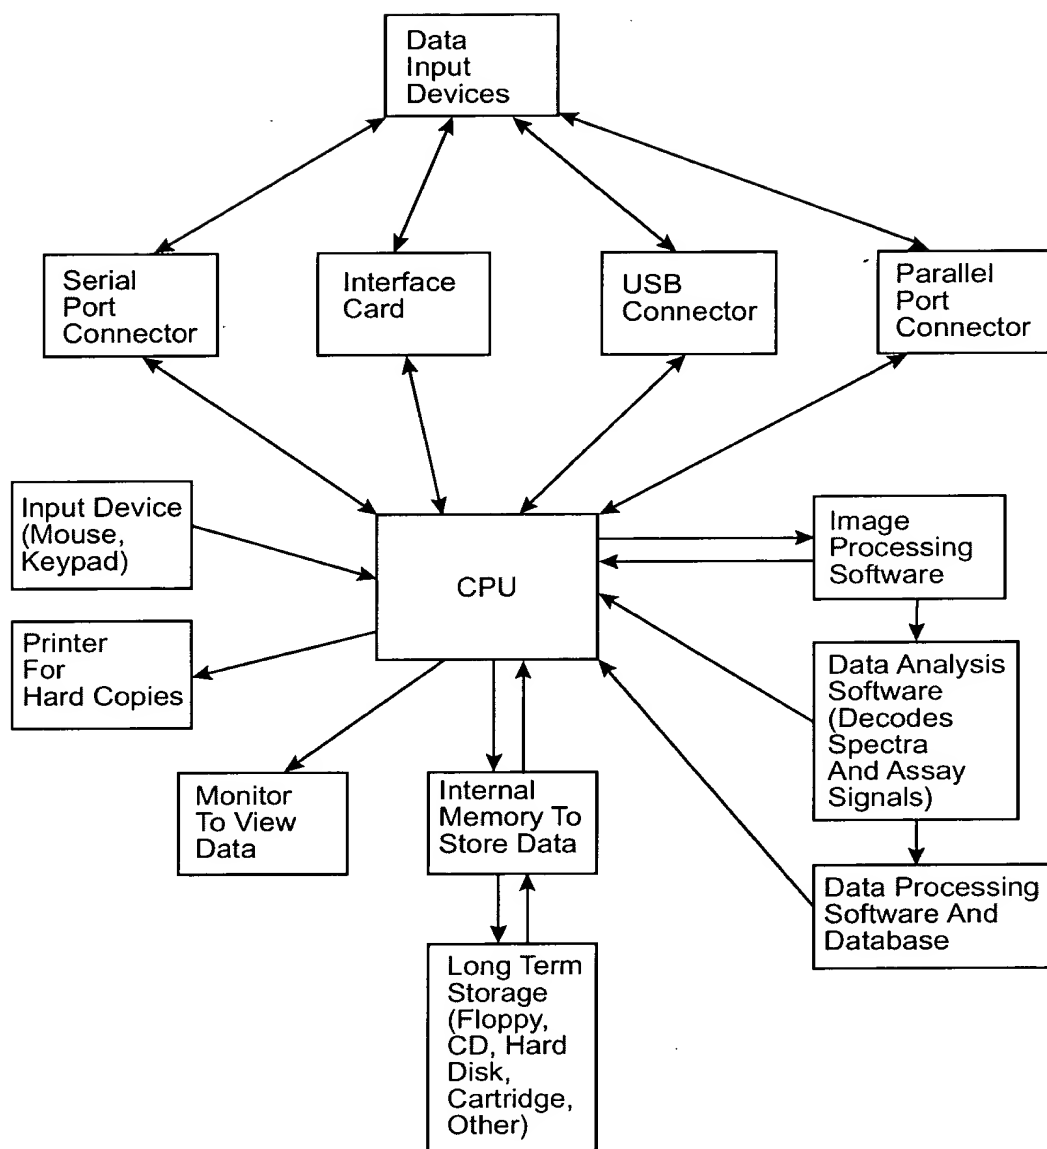 Data
Input
Devices
Serial
Port
Connector
Interface
Card
USB
Connector
Parallel
Port
Connector
Input Device
(Mouse,
Keypad)
CPU
Image
Processing
Software
Printer
For
Hard Copies
Data Analysis
Software
(Decodes
Spectra
And Assay
Signals)
Monitor
To View
Data
Internal
Memory To
Store Data
Data Processing
Software And
Database
Long Term
Storage
(Floppy,
CD, Hard
Disk,
Cartridge,
Other)